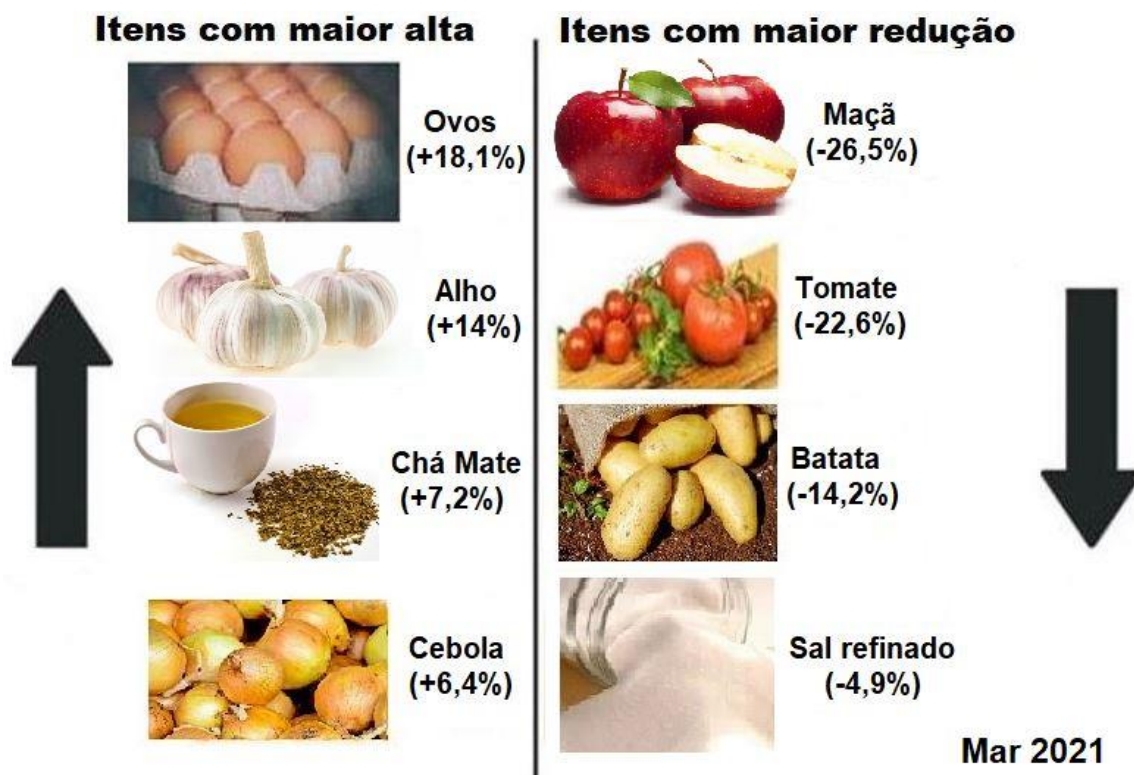 Itens com maior alta
Ovos
(+18,1%)
Alho
(+14%)
Chá Mate
(+7,2%)
Cebola
(+6,4%)
Itens com maior redução
Maçã
(-26,5%)
Tomate
(-22,6%)
Batata
(-14,2%)
Sal refinado
(-4,9%)
Mar 2021